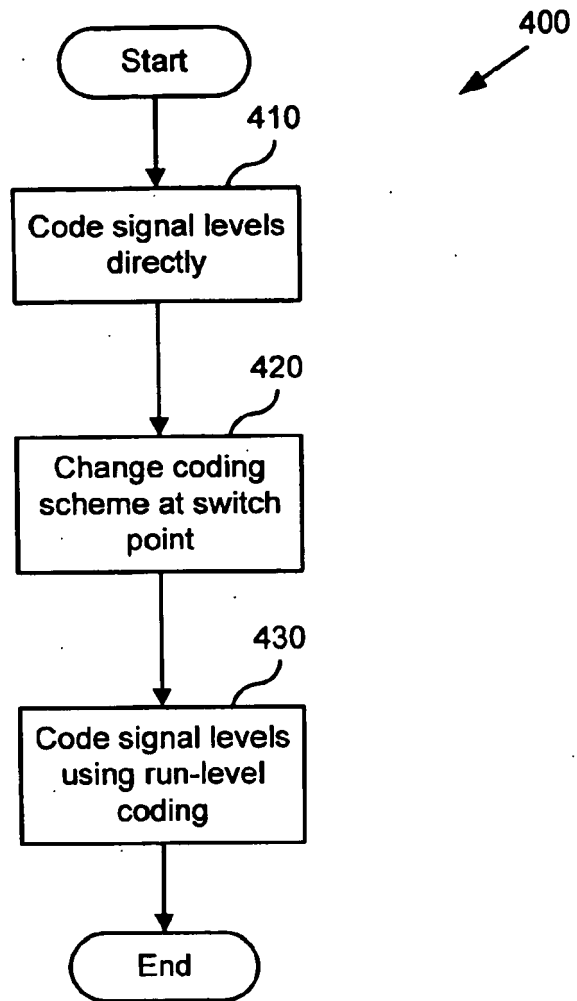 400
Start
410
Code signal levels
directly
420
Change coding
scheme at switch
point
430
Code signal levels
using run-level
coding
End